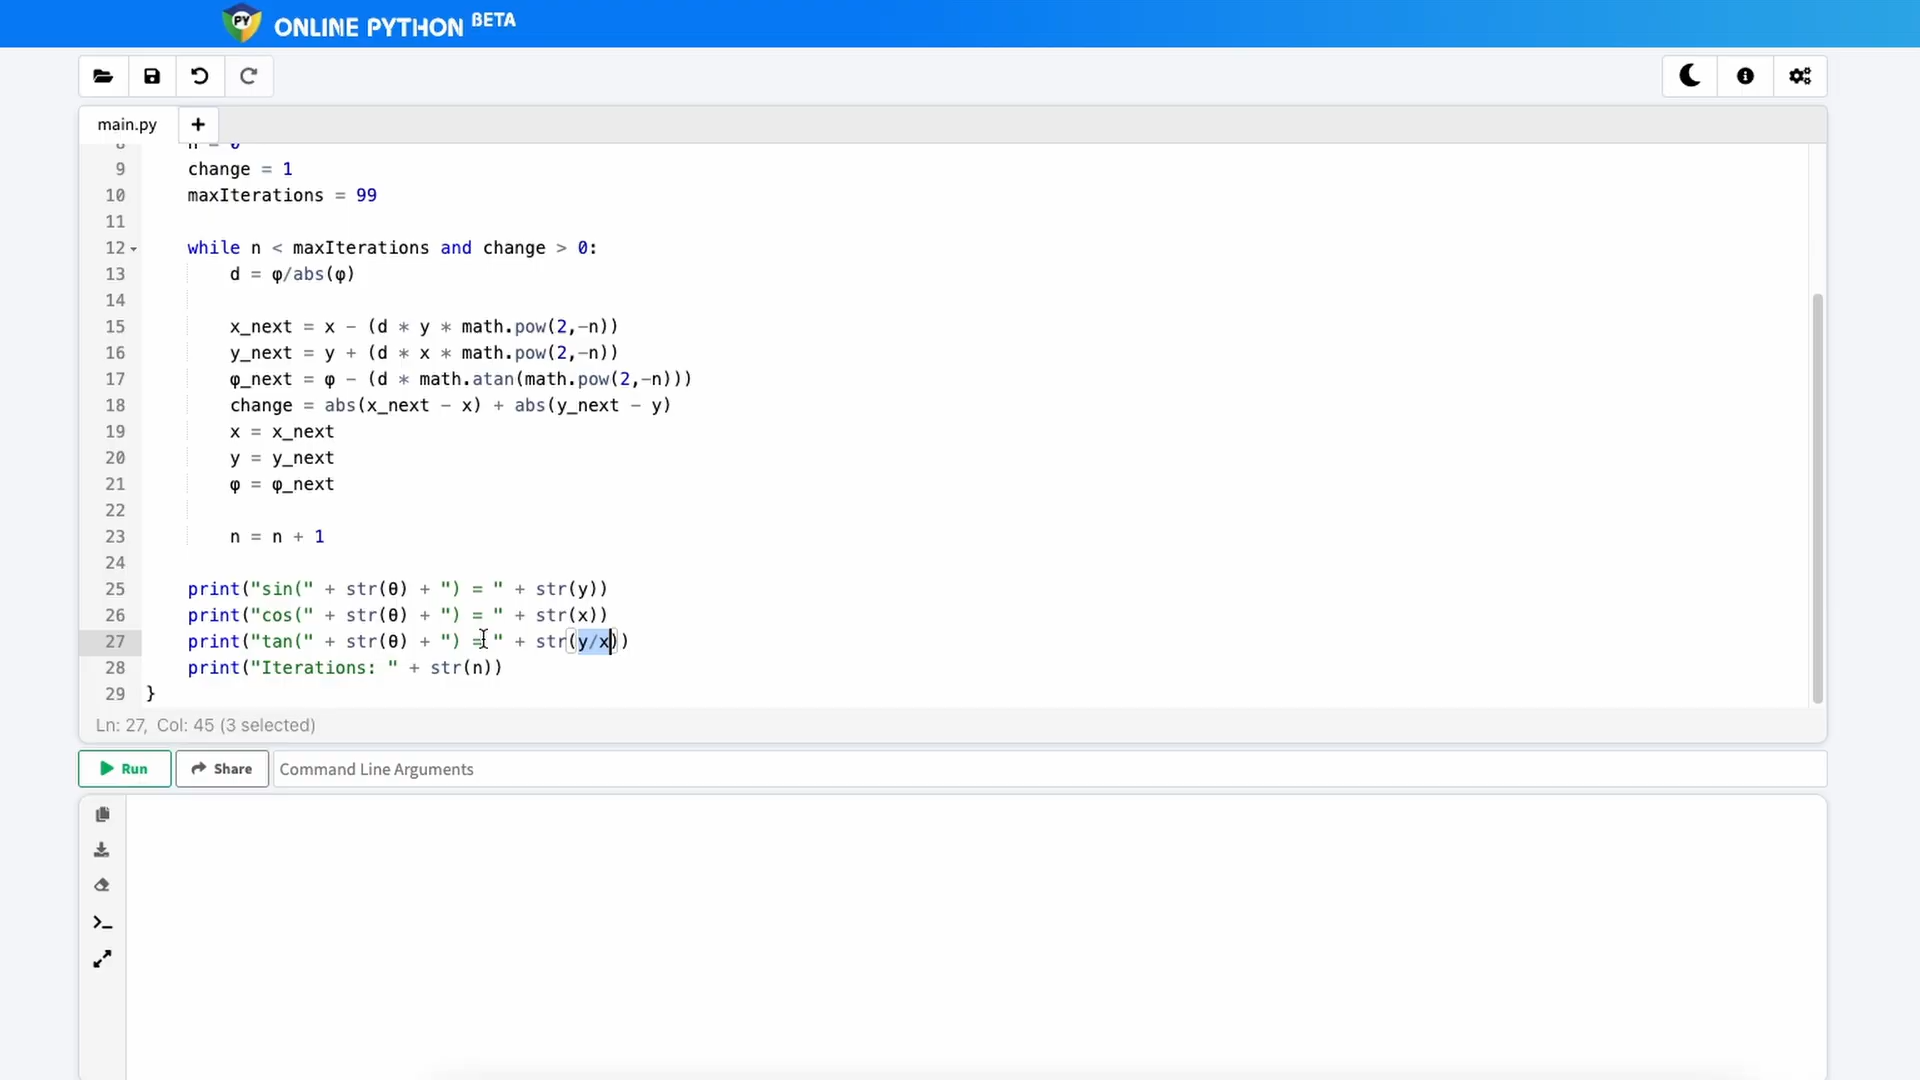 PY
ONLINE PYTHON BETA
main.py
+
8 n = 0
9 change = 1
10 maxIterations = 99
11
12 while n < maxIterations and change > 0:
13 d = φ/abs(φ)
14
15 x_next = x - (d * y * math.pow(2,-n))
16 y_next = y + (d * x * math.pow(2,-n))
17 φ_next = φ - (d * math.atan(math.pow(2,-n)))
18 change = abs(x_next - x) + abs(y_next - y)
19 x = x_next
20 y = y_next
21 φ = φ_next
22
23 n = n + 1
24
25 print("sin(" + str(θ) + ") = " + str(y))
26 print("cos(" + str(θ) + ") = " + str(x))
27 print("tan(" + str(θ) + ") = " + str(y/x))
28 print("Iterations: " + str(n))
29 }
Ln: 27, Col: 45 (3 selected)
Run Share Command Line Arguments